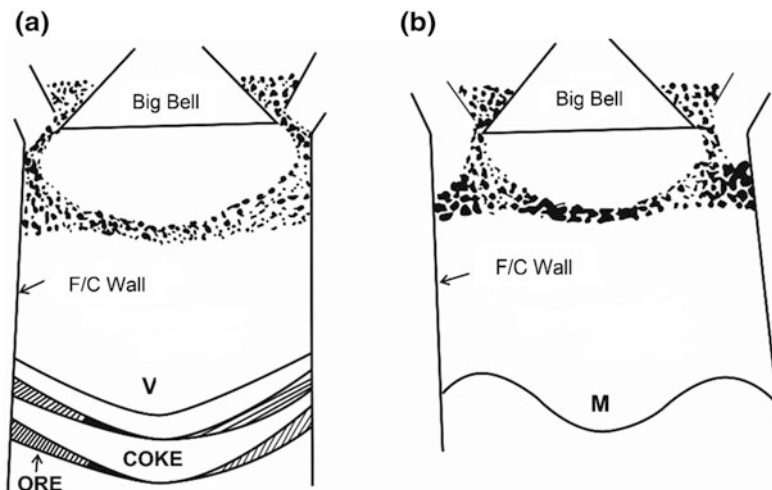 (a)
Big Bell
F/C Wall
V
COKE
ORE
(b)
Big Bell
F/C Wall
M